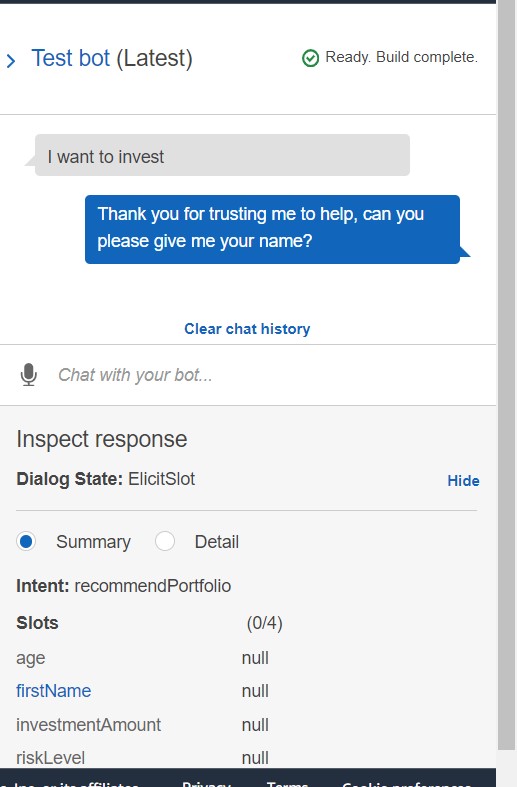 Test bot (Latest)
Ready. Build complete.
I want to invest
Thank you for trusting me to help, can you
please give me your name?
Clear chat history
Chat with your bot...
Inspect response
Dialog State: ElicitSlot
Hide
Summary Detail
Intent: recommendPortfolio
Slots (0/4)
age null
firstName null
investmentAmount null
riskLevel null
Inc. or its affiliates. Privacy Terms Cookie preferences